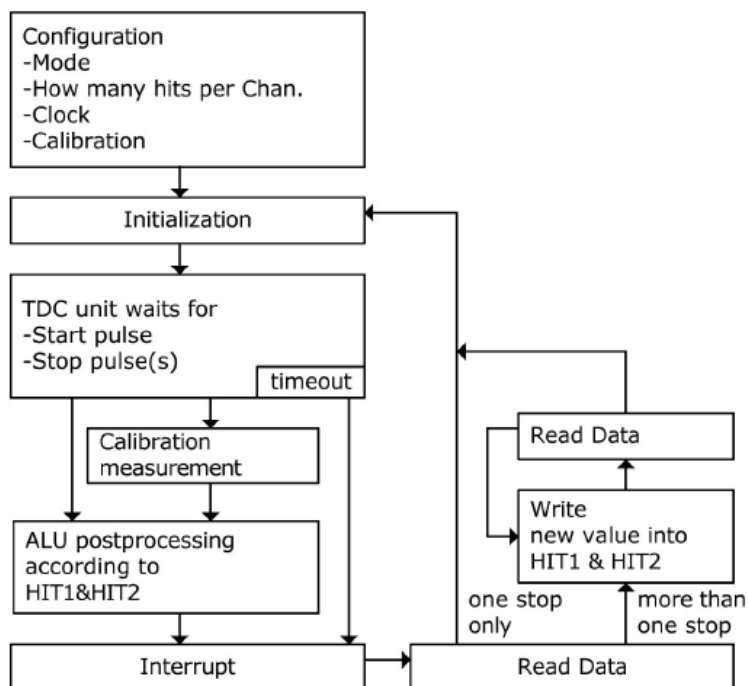 Configuration
-Mode
-How many hits per Chan.
-Clock
-Calibration
Initialization
TDC unit waits for
-Start pulse
-Stop pulse(s)
timeout
Calibration
measurement
ALU postprocessing
according to
HIT1&HIT2
Interrupt
Read Data
Write
new value into
HIT1 & HIT2
one stop
only
more than
one stop
Read Data